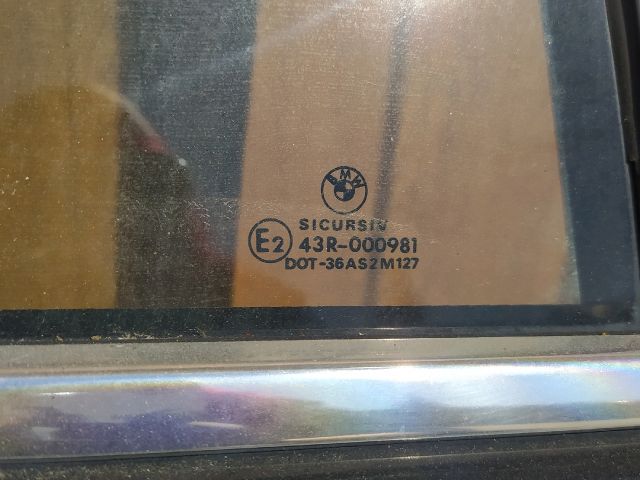 BMW
SICURSIV
E2 43R-000981
DOT-36AS2M127